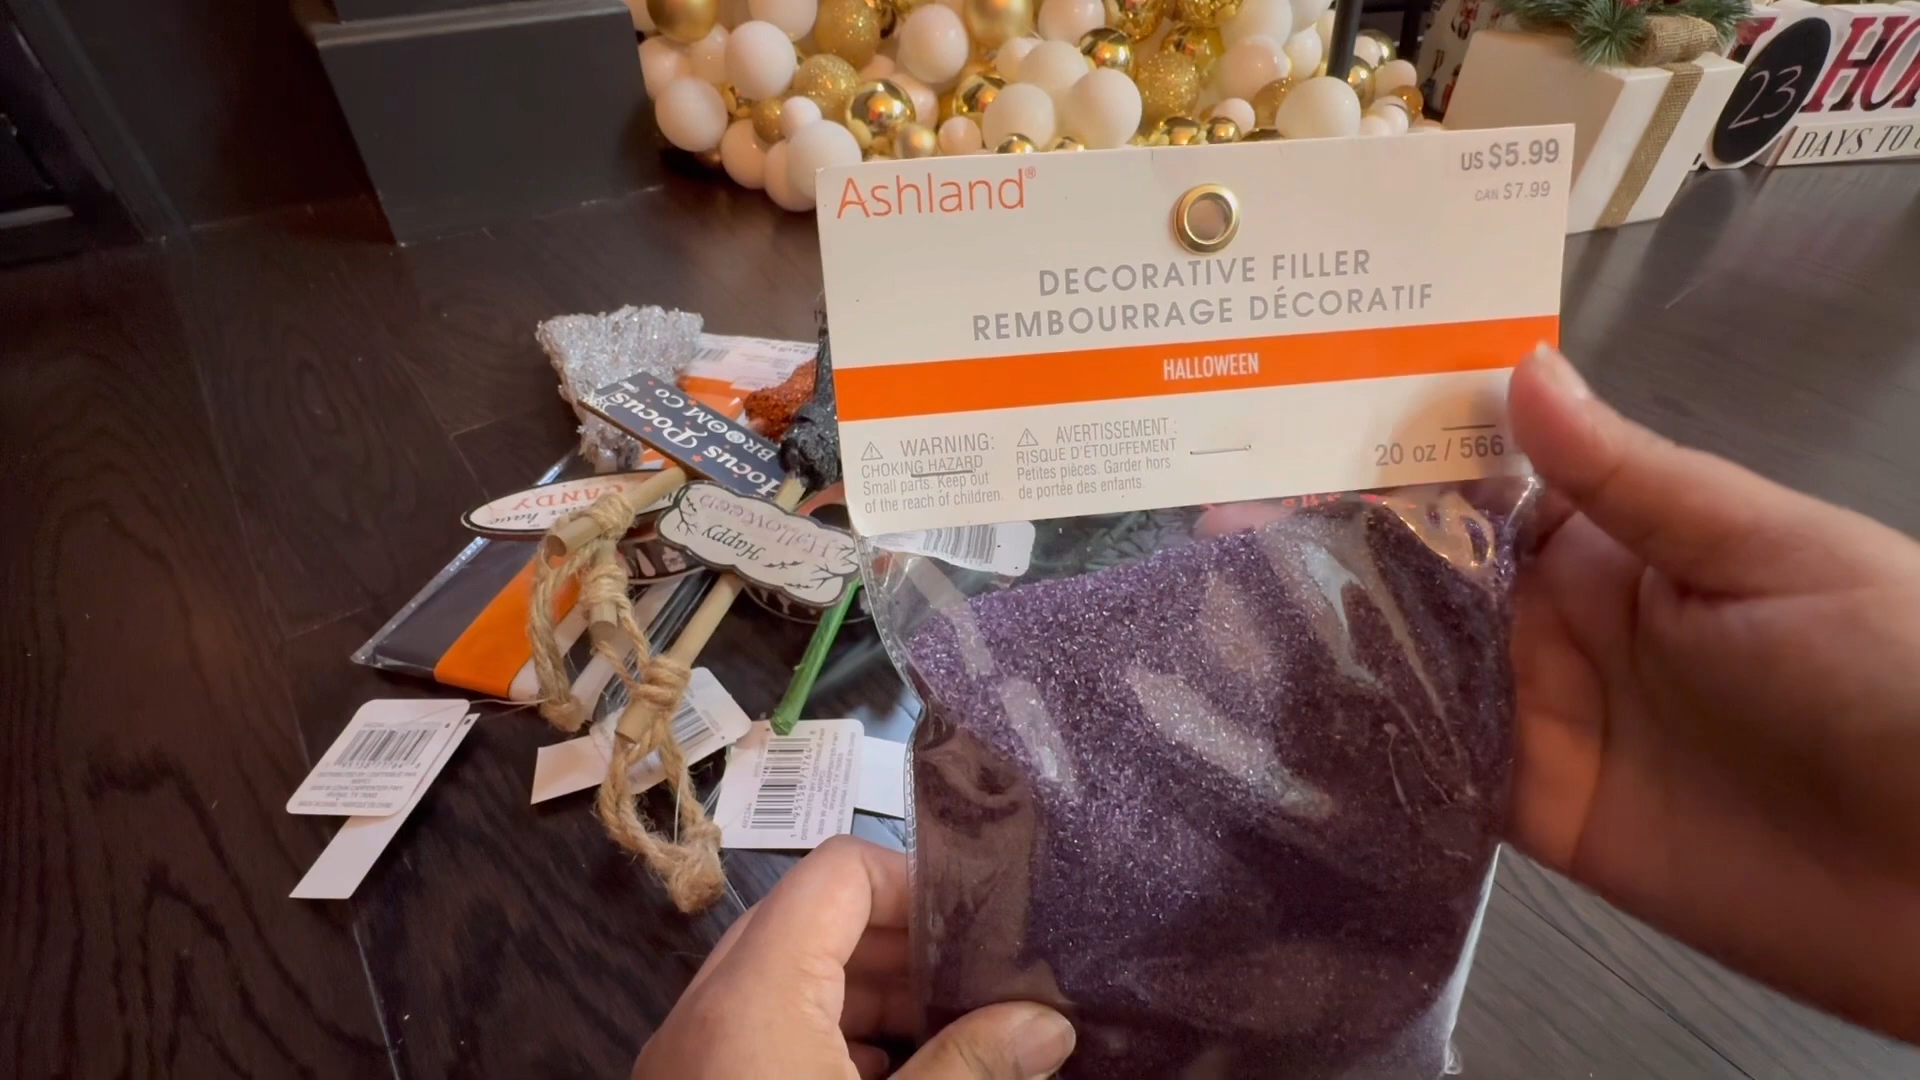 Ashland®
US $5.99
CAN $7.99
DECORATIVE FILLER
REMBOURRAGE DÉCORATIF
HALLOWEEN
WARNING:
CHOKING HAZARD
Small parts. Keep out
of the reach of children.
AVERTISSEMENT :
RISQUE D'ÉTOUFFEMENT
Petites pièces. Garder hors
de portée des enfants.
20 oz / 566
23
HO
DAYS TO
Hocus Pocus
BROOM Co
CANDY
have
Happy
Halloween